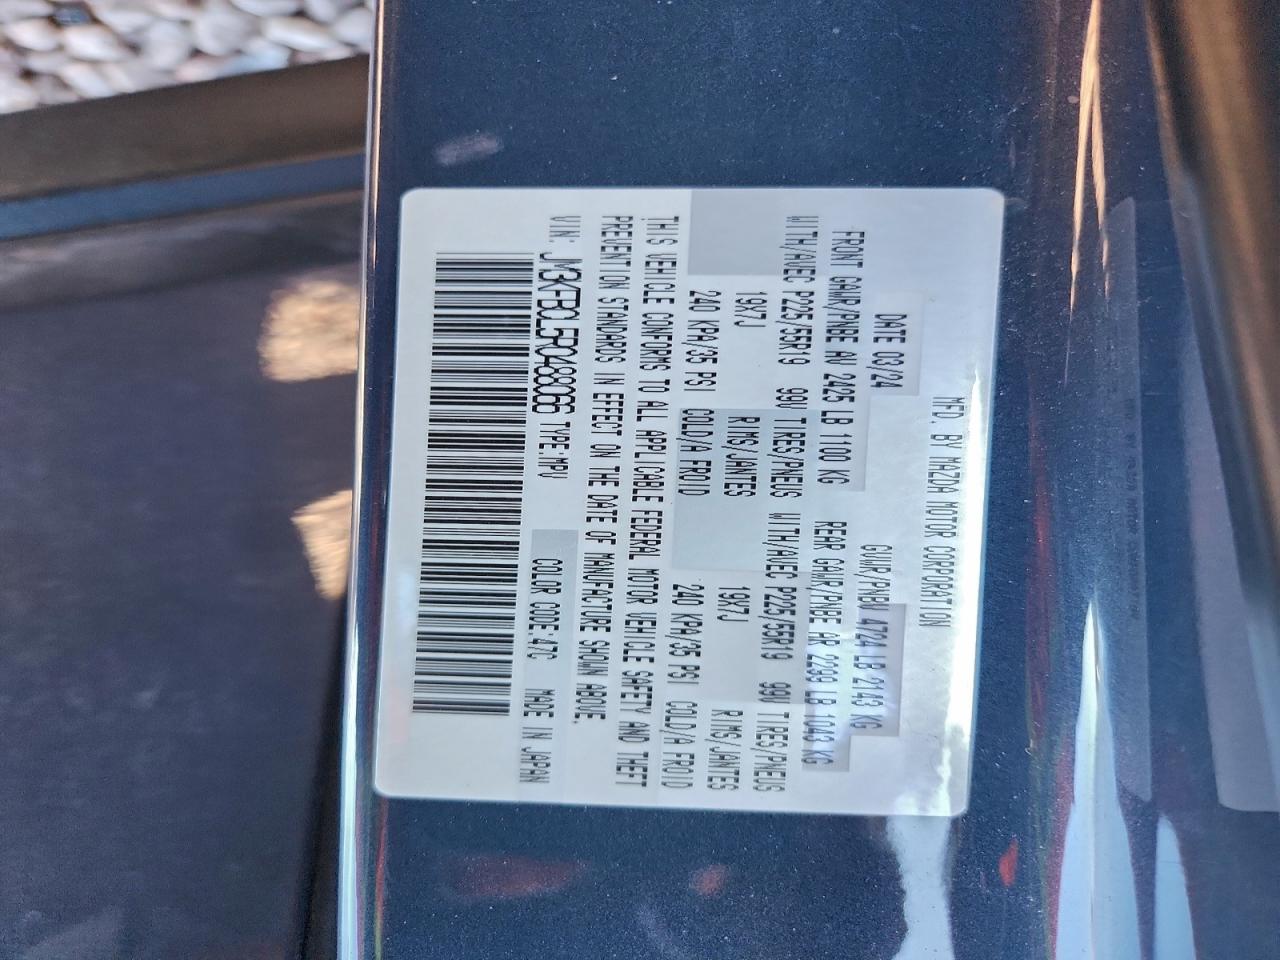 MFD. BY MAZDA MOTOR CORPORATION
DATE 03/24 GVWR/PNBV 4724 LB 2143 KG
FRONT GAWR/PNBE AV 2425 LB 1100 KG REAR GAWR/PNBE AR 2299 LB 1043 KG
WITH/AVEC P225/55R19 99V TIRES/PNEUS WITH/AVEC P225/55R19 99V TIRES/PNEUS
19X7J RIMS/JANTES 19X7J RIMS/JANTES
240 KPA/35 PSI COLD/A FROID 240 KPA/35 PSI COLD/A FROID
THIS VEHICLE CONFORMS TO ALL APPLICABLE FEDERAL MOTOR VEHICLE SAFETY AND THEFT
PREVENTION STANDARDS IN EFFECT ON THE DATE OF MANUFACTURE SHOWN ABOVE.
VIN: JM3KFBCL5R0488066 TYPE:MPV COLOR CODE:47C MADE IN JAPAN